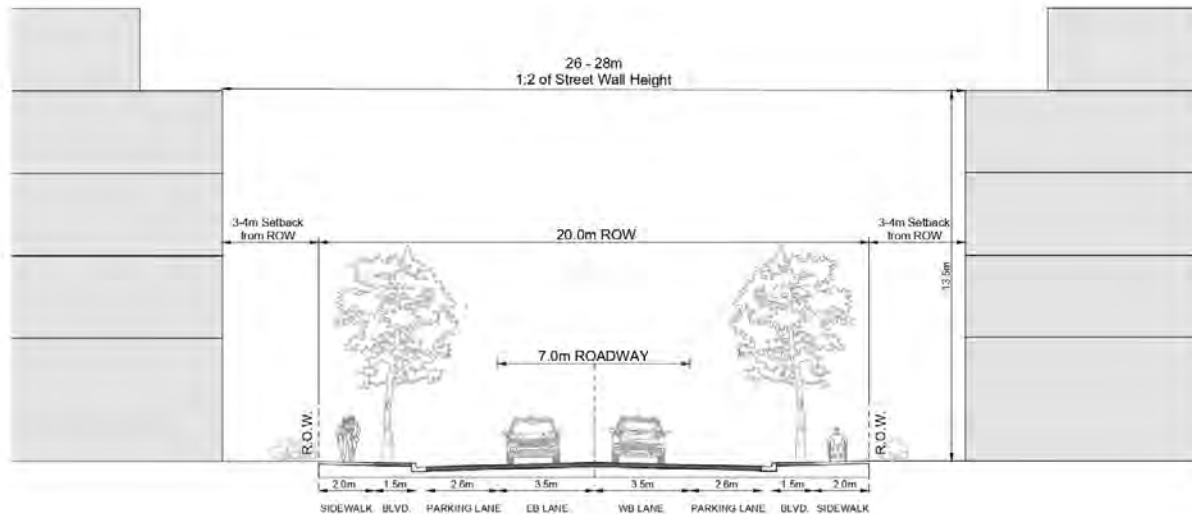 26 - 28m
1:2 of Street Wall Height
3-4m Setback
from ROW
20.0m ROW
3-4m Setback
from ROW
13.5m
7.0m ROADWAY
R.O.W.
R.O.W.
2.0m 1.5m 2.6m 3.5m 3.5m 2.6m 1.5m 2.0m
SIDEWALK BLVD. PARKING LANE EB LANE WB LANE PARKING LANE BLVD. SIDEWALK